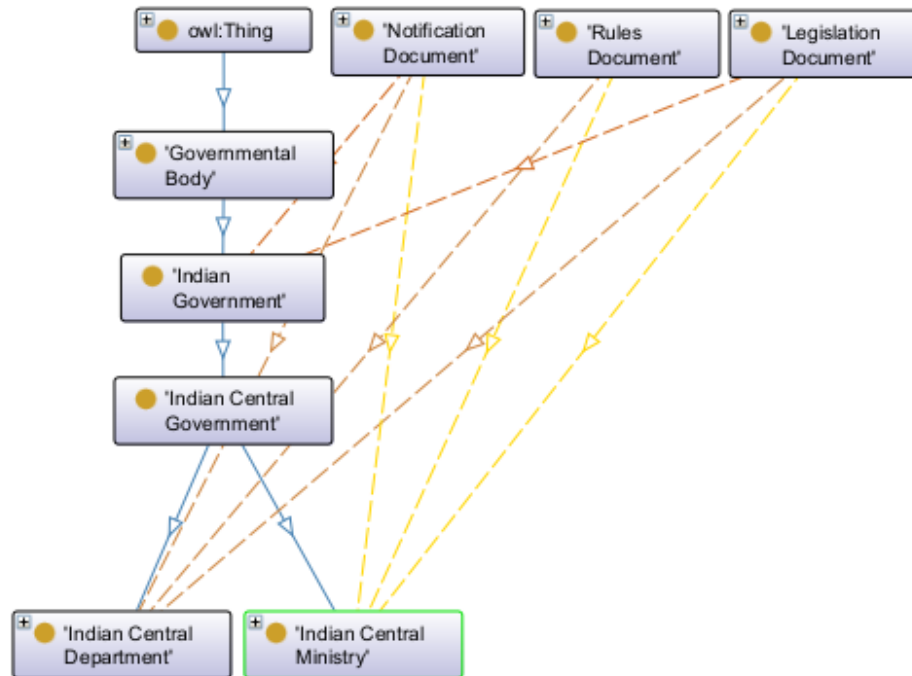 owl:Thing
'Notification
Document'
'Rules
Document'
'Legislation
Document'
'Governmental
Body'
'Indian
Government'
'Indian Central
Government'
'Indian Central
Department'
'Indian Central
Ministry'